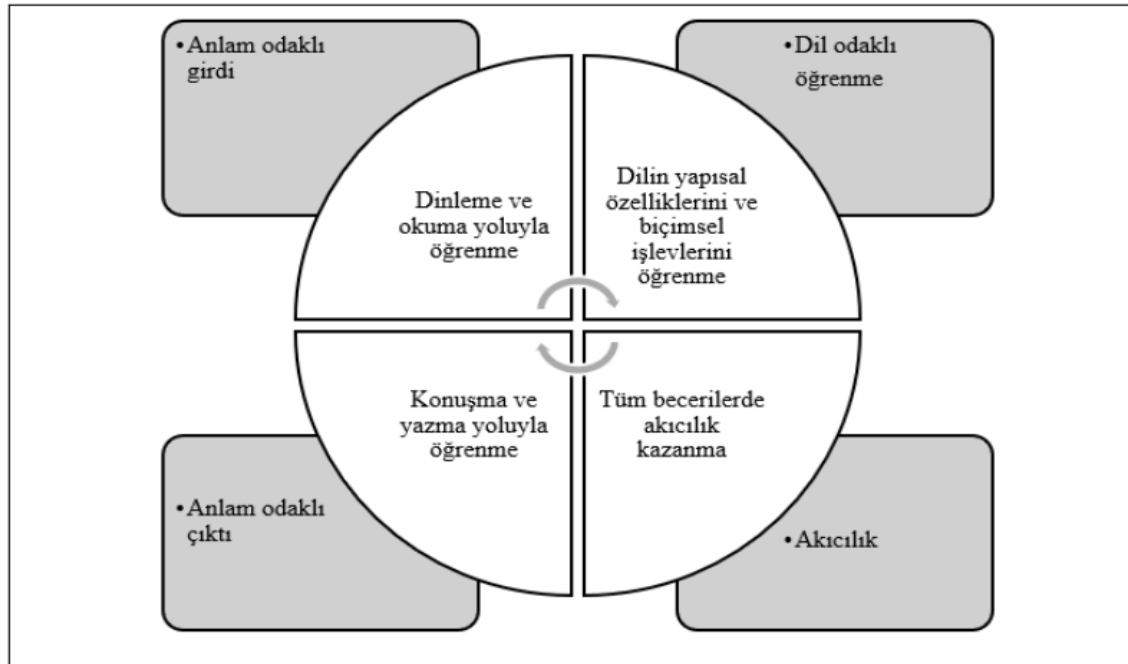 •Anlam odaklı
girdi
•Dil odaklı
öğrenme
Dinleme ve
okuma yoluyla
öğrenme
Dilin yapısal
özelliklerini ve
biçimsel
işlevlerini
öğrenme
Konuşma ve
yazma yoluyla
öğrenme
Tüm becerilerde
akıcılık
kazanma
•Anlam odaklı
çıktı
•Akıcılık